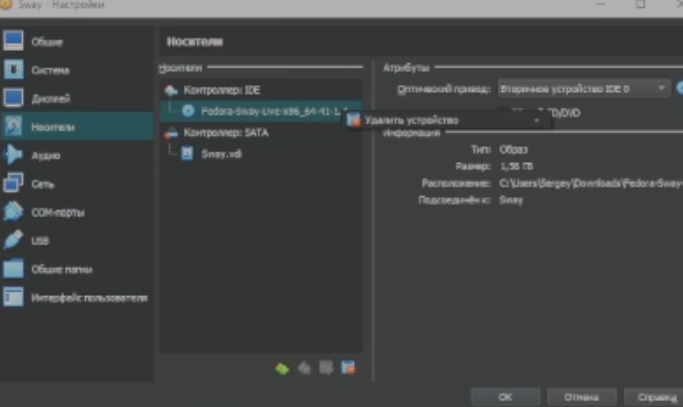 Sway - Настройки
Общие
Система
Дисплей
Носители
Аудио
Сеть
COM-порты
USB
Общие папки
Интерфейс пользователя
Носители
Носители
Контроллер: IDE
Fedora-Sway-Live-x86_64-41-1.
Контроллер: SATA
Sway.vdi
Удалить устройство
Атрибуты
Оптический привод: Вторичное устройство IDE 0
CD/DVD
Информация
Тип: Образ
Размер: 1,56 ГБ
Расположение: C:\Users\Sergey\Downloads\Fedora-Sway-
Подсоединён к: Sway
OK
Отмена
Справка